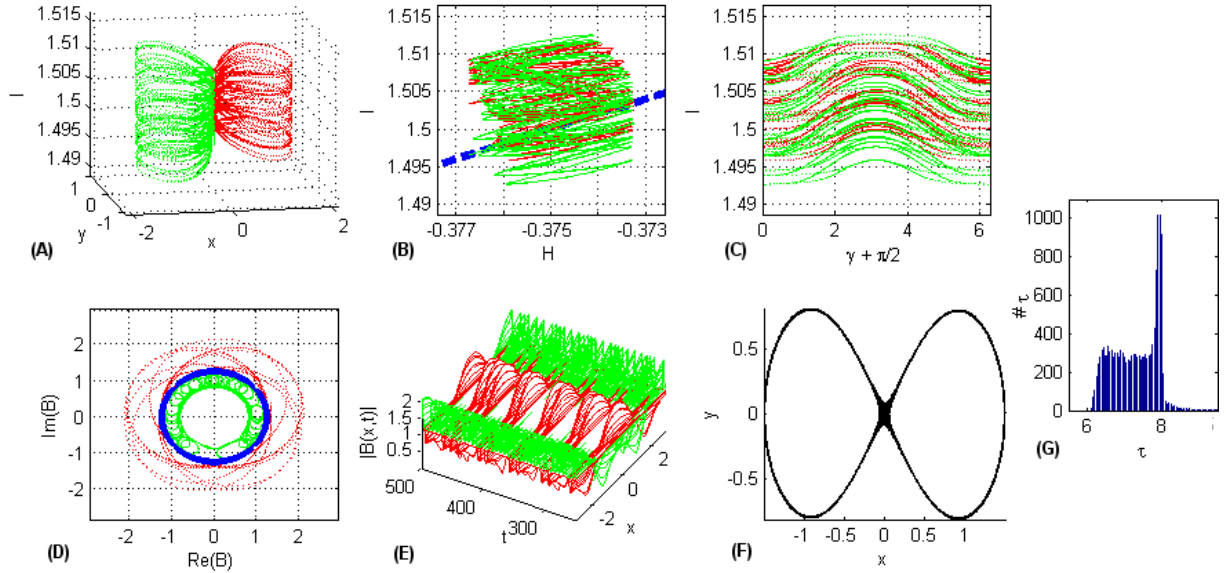 1.515
1.51
1.505
1.5
1.495
1.49
I
1
0
-1
y
-2
0
2
x
(A)
1.515
1.51
1.505
1.5
1.495
1.49
I
-0.377
-0.375
-0.373
H
(B)
1.515
1.51
1.505
1.5
1.495
1.49
I
0
2
4
6
γ + π/2
(C)
2
1
0
-1
-2
Im(B)
-2
-1
0
1
2
Re(B)
(D)
|B(x,t)|
2
1.5
1
0.5
500
400
300
t
-2
0
2
x
(E)
0.5
0
-0.5
y
-1
-0.5
0
0.5
1
x
(F)
1000
800
600
400
200
0
# τ
6
8
τ
(G)